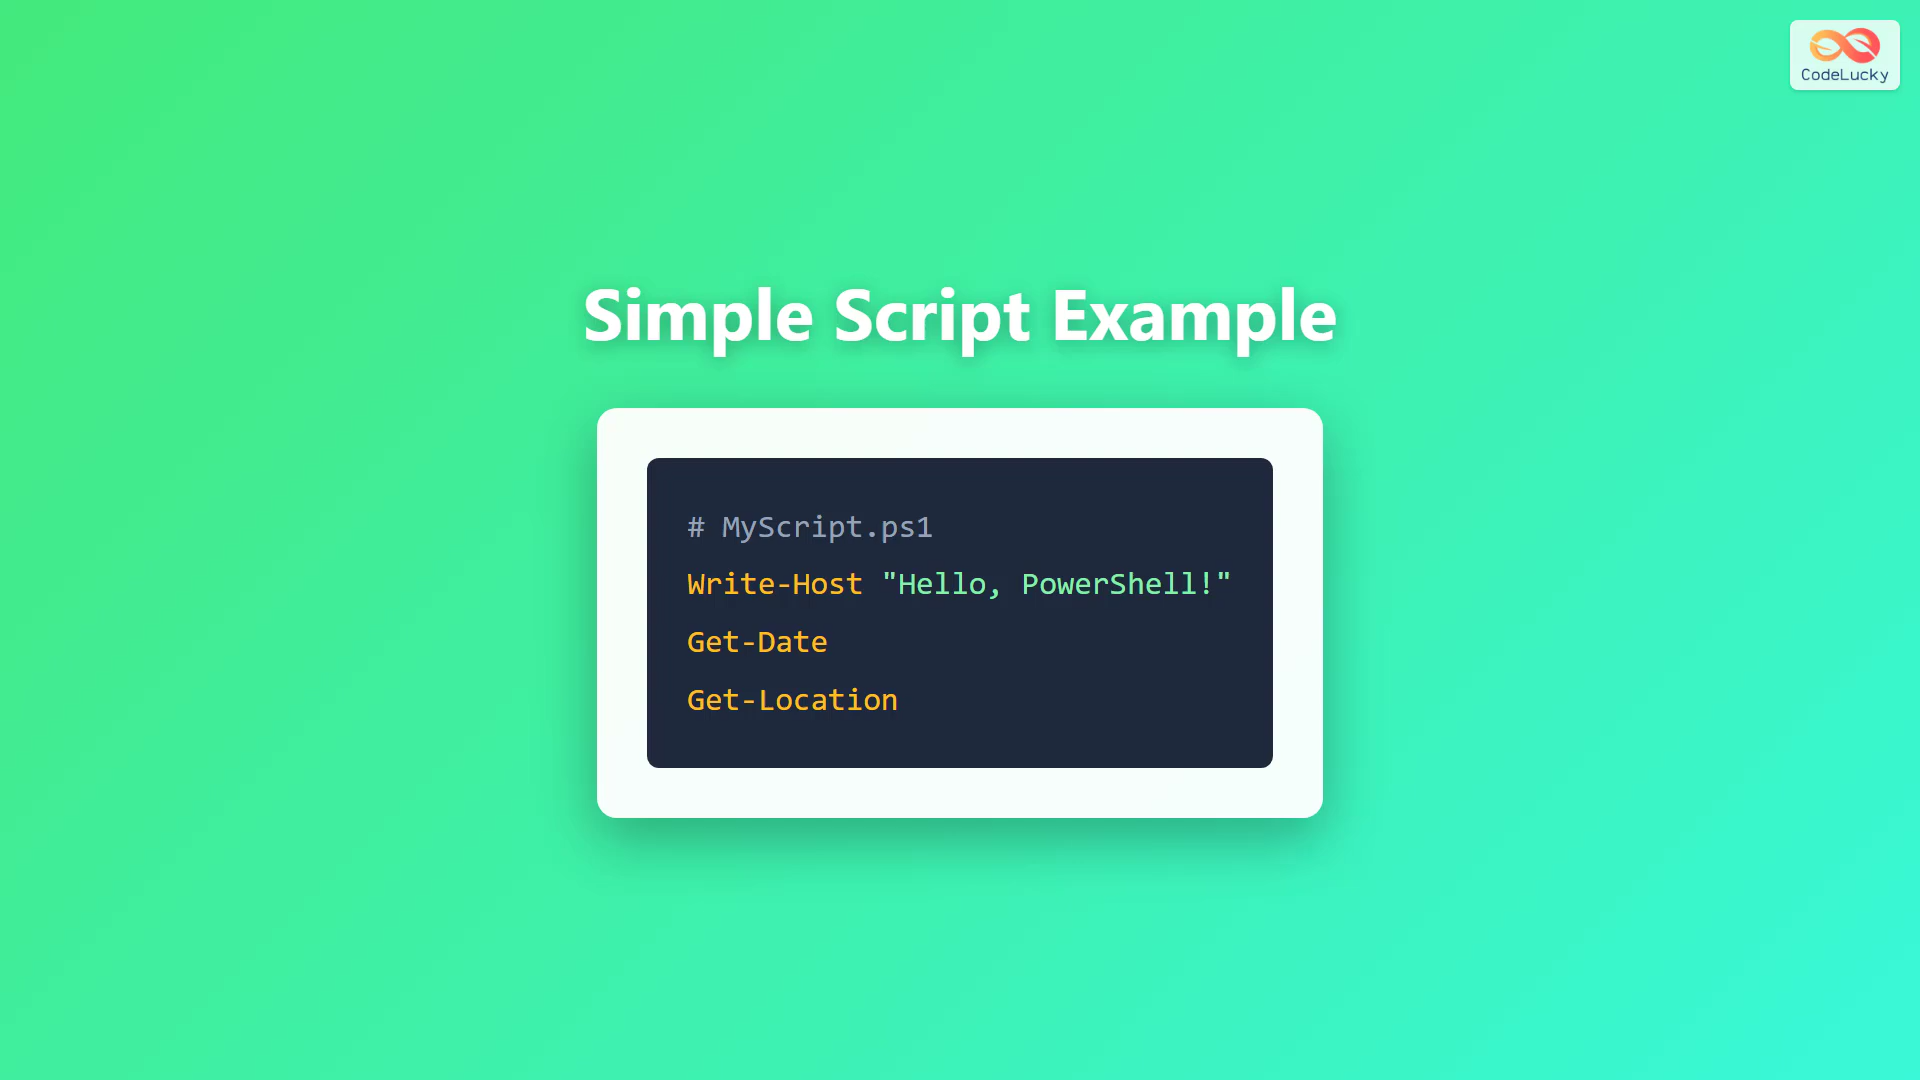 CodeLucky
Simple Script Example
# MyScript.ps1
Write-Host "Hello, PowerShell!"
Get-Date
Get-Location